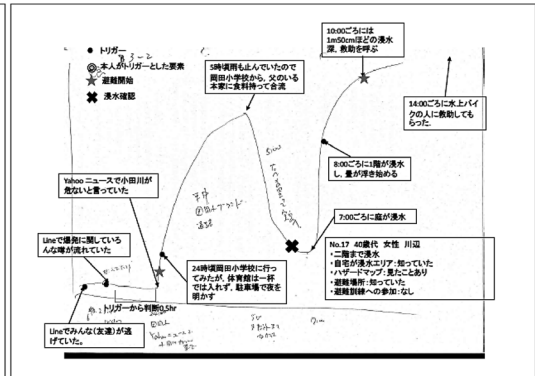 トリガー
本人がトリガーとした要素
避難開始
浸水確認
10:00ごろには
1m50cmほどの浸水
深，救助を呼ぶ
5時頃雨も止んでいたので
岡田小学校から，父のいる
本家に食料持って合流
14:00ごろに水上バイ
クの人に救助しても
らった．
Yahoo ニュースで小田川が
危ないと言っていた
8:00ごろに1階が浸水
し，畳が浮き始める
7:00ごろに庭が浸水
Lineで爆発に関していろ
んな噂が流れていた
24時頃岡田小学校に行っ
てみたが，体育館は一杯
では入れず，駐車場で夜を
明かす
No.17　40歳代　女性　川辺
・二階まで浸水
・自宅が浸水エリア：知っていた
・ハザードマップ：見たことあり
・避難場所：知っていた
・避難訓練への参加：なし
トリガーから判断0.5hr
Lineでみんな（友達）が逃
げていた。